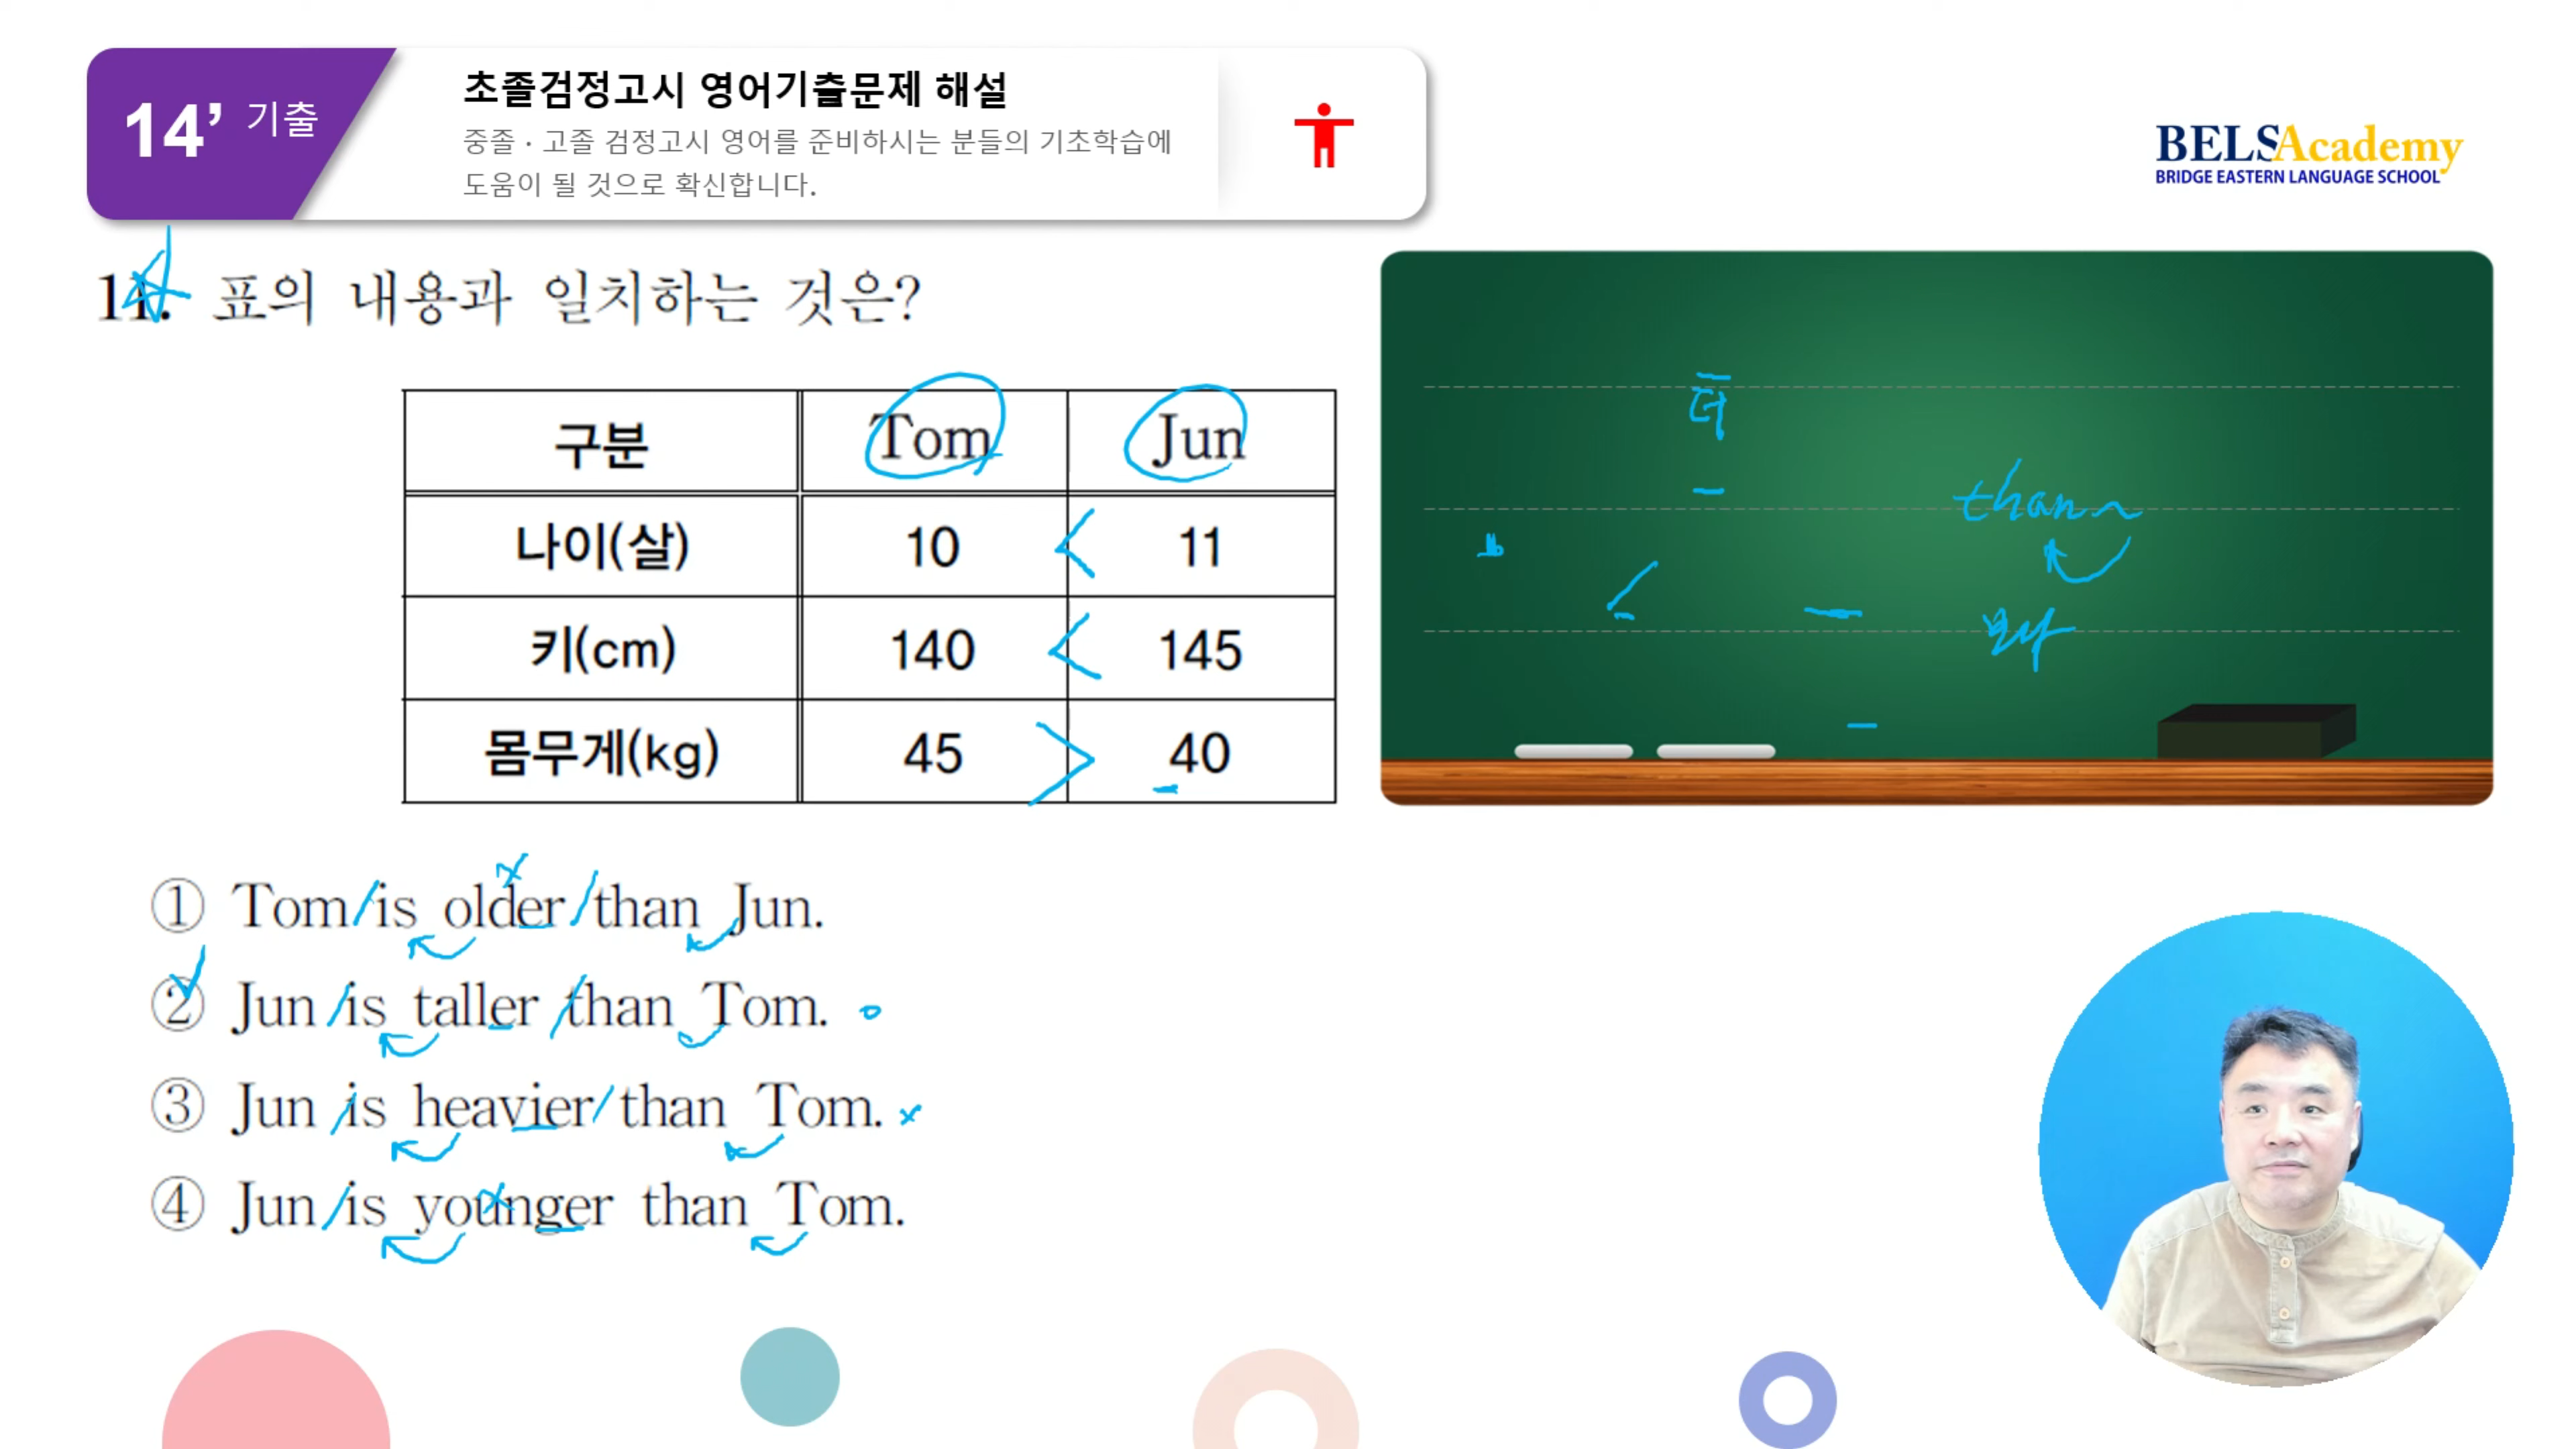 14’ 기출
초졸검정고시 영어기출문제 해설
중졸 · 고졸 검정고시 영어를 준비하시는 분들의 기초학습에
도움이 될 것으로 확신합니다.
BELSAcademy
BRIDGE EASTERN LANGUAGE SCHOOL
11. 표의 내용과 일치하는 것은?
구분 Tom Jun
나이(살) 10 < 11
키(cm) 140 < 145
몸무게(kg) 45 > 40
더
than~
① Tom is older than Jun.
② Jun is taller than Tom.
③ Jun is heavier than Tom.
④ Jun is younger than Tom.